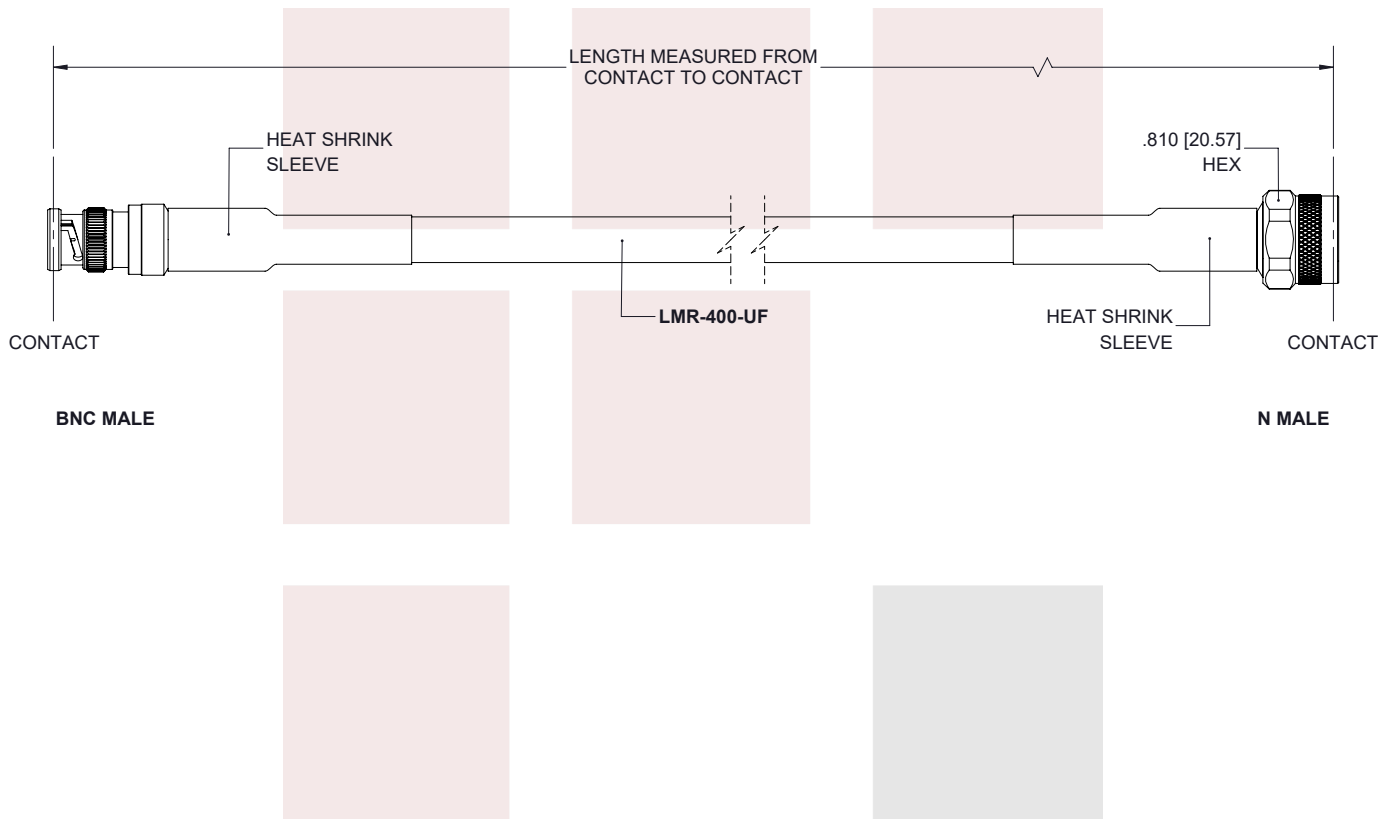 LENGTH MEASURED FROM
CONTACT TO CONTACT
HEAT SHRINK
SLEEVE
.810 [20.57]
HEX
LMR-400-UF
HEAT SHRINK
SLEEVE
CONTACT
CONTACT
BNC MALE
N MALE